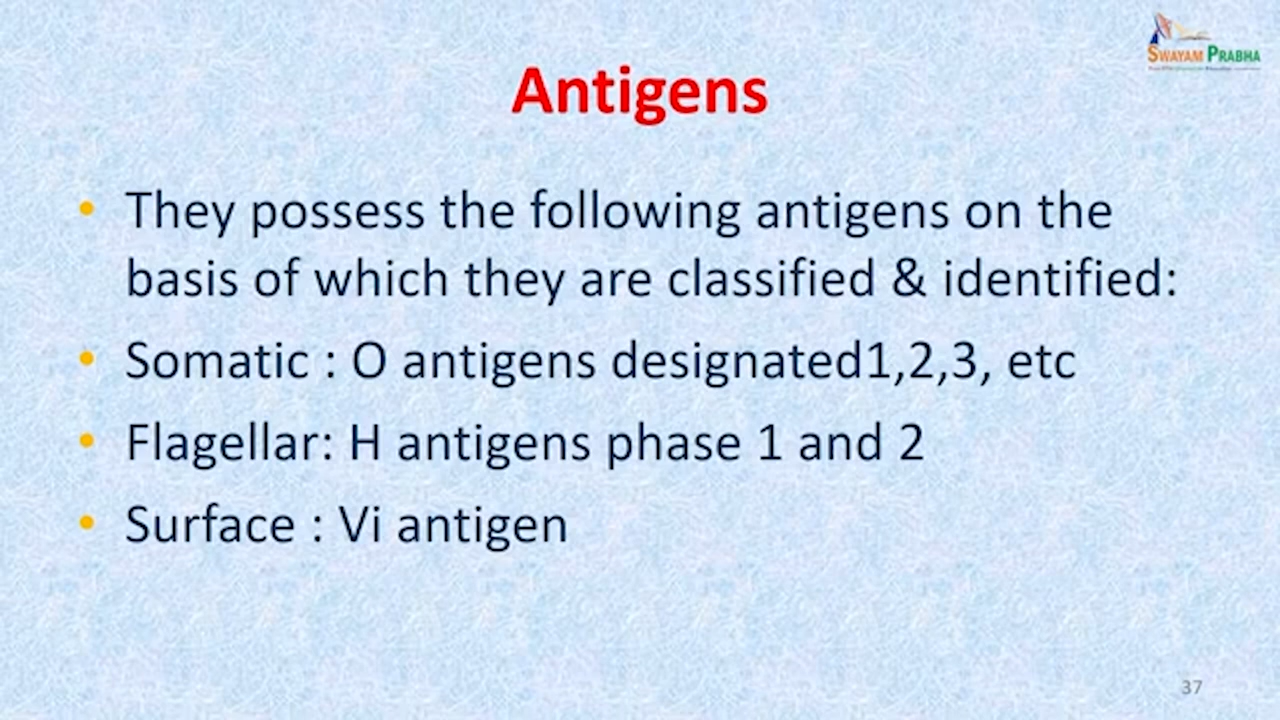 SWAYAM PRABHA
Antigens
• They possess the following antigens on the
basis of which they are classified & identified:
• Somatic : O antigens designated1,2,3, etc
• Flagellar: H antigens phase 1 and 2
• Surface : Vi antigen
37